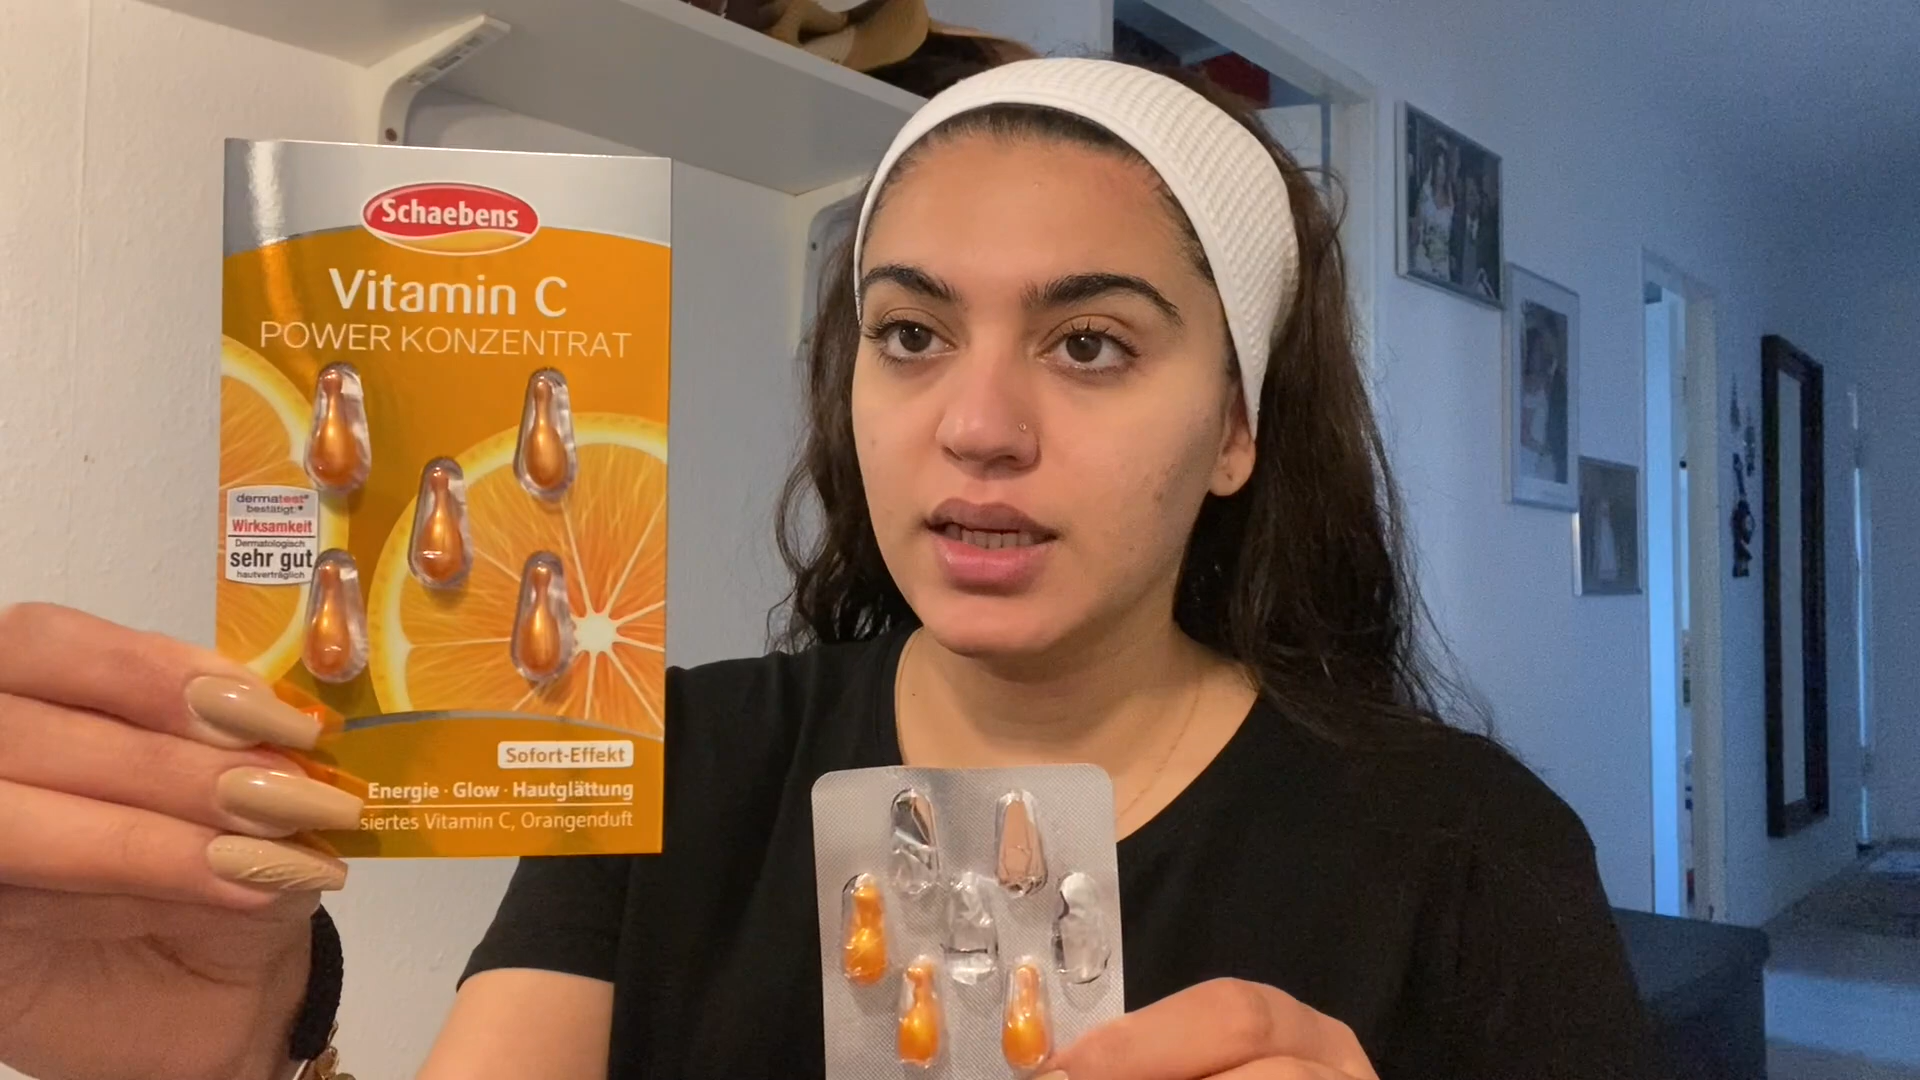 Schaebens
Vitamin C
POWER KONZENTRAT
dermatest®
bestätigt:*
Wirksamkeit
Dermatologisch
sehr gut
hautverträglich
Sofort-Effekt
Energie · Glow · Hautglättung
siertes Vitamin C, Orangenduft